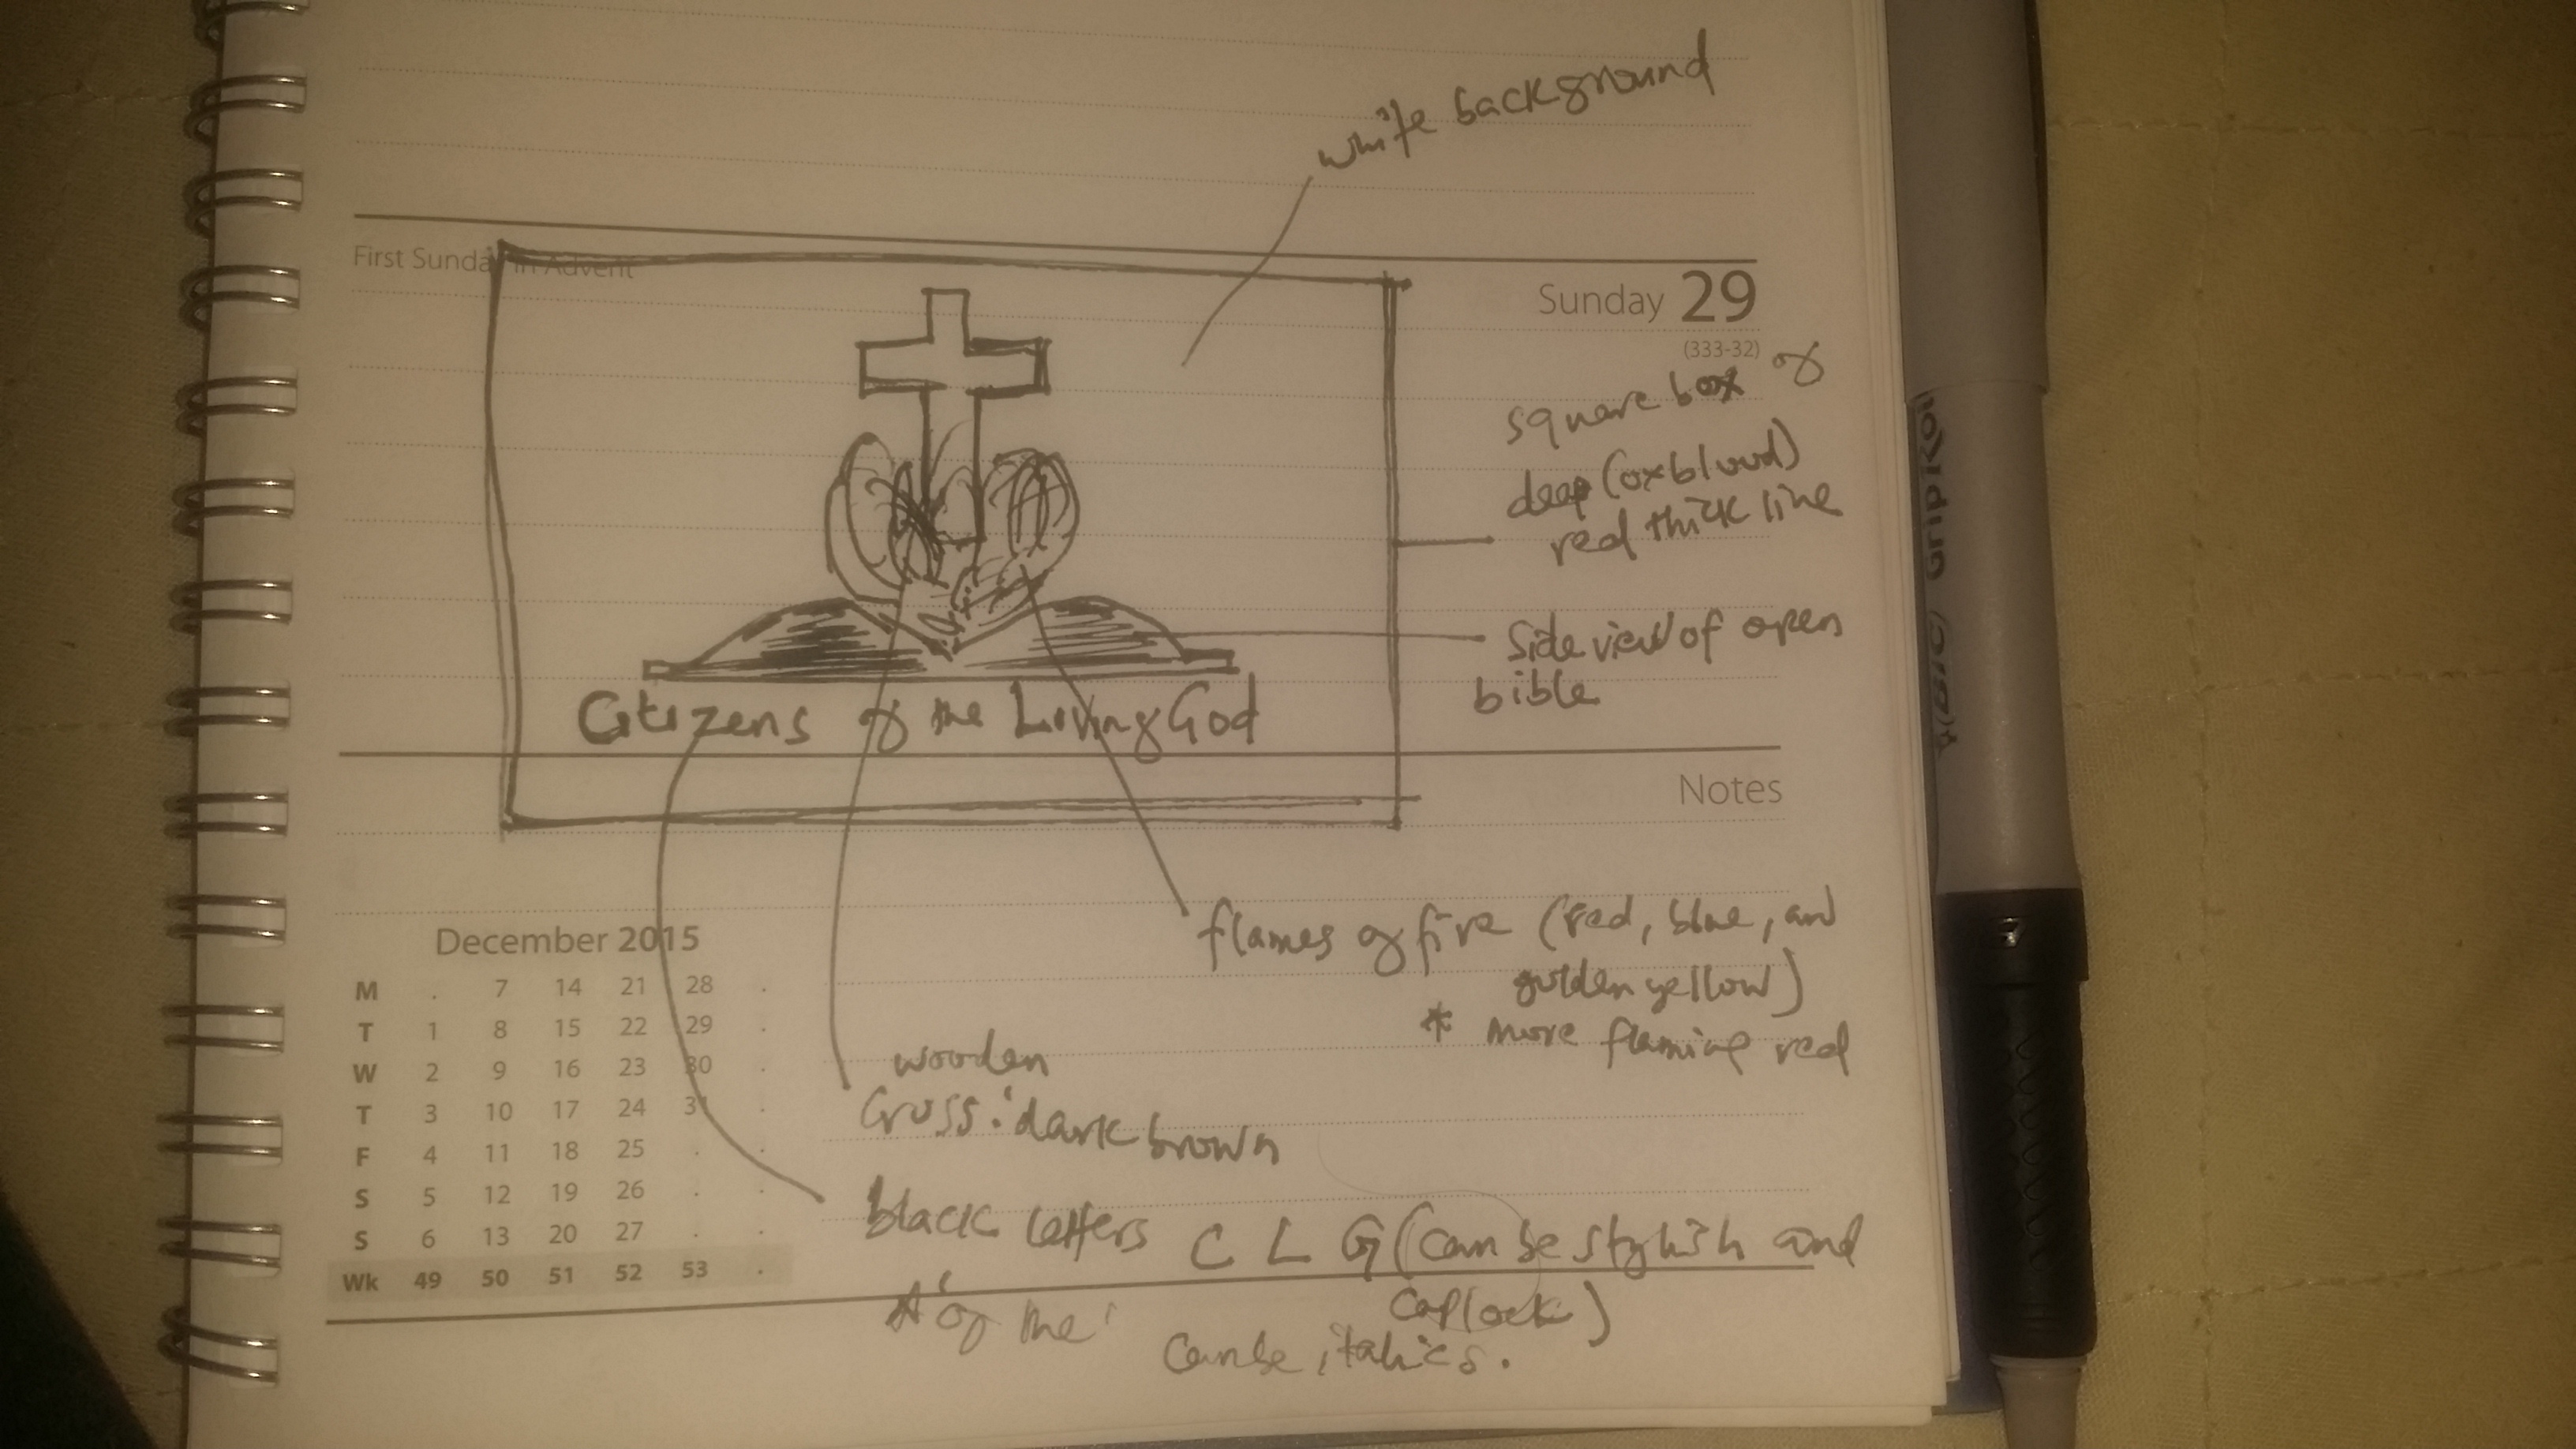 white background
First Sunday in Advent
Sunday 29
(333-32)
square box of
deep (oxblood)
red thick line
side view of open
bible
Citizens of the Living God
Notes
flames of fire (red, blue, and
golden yellow)
* more flaming red
wooden
cross: dark brown
black letters C L G (can be stylish and
caplock)
* 'of the' can be italics.
December 2015
M . 7 14 21 28 .
T 1 8 15 22 29 .
W 2 9 16 23 30 .
T 3 10 17 24 31 .
F 4 11 18 25 . .
S 5 12 19 26 . .
S 6 13 20 27 . .
Wk 49 50 51 52 53 .
(BIC) Grip Rol